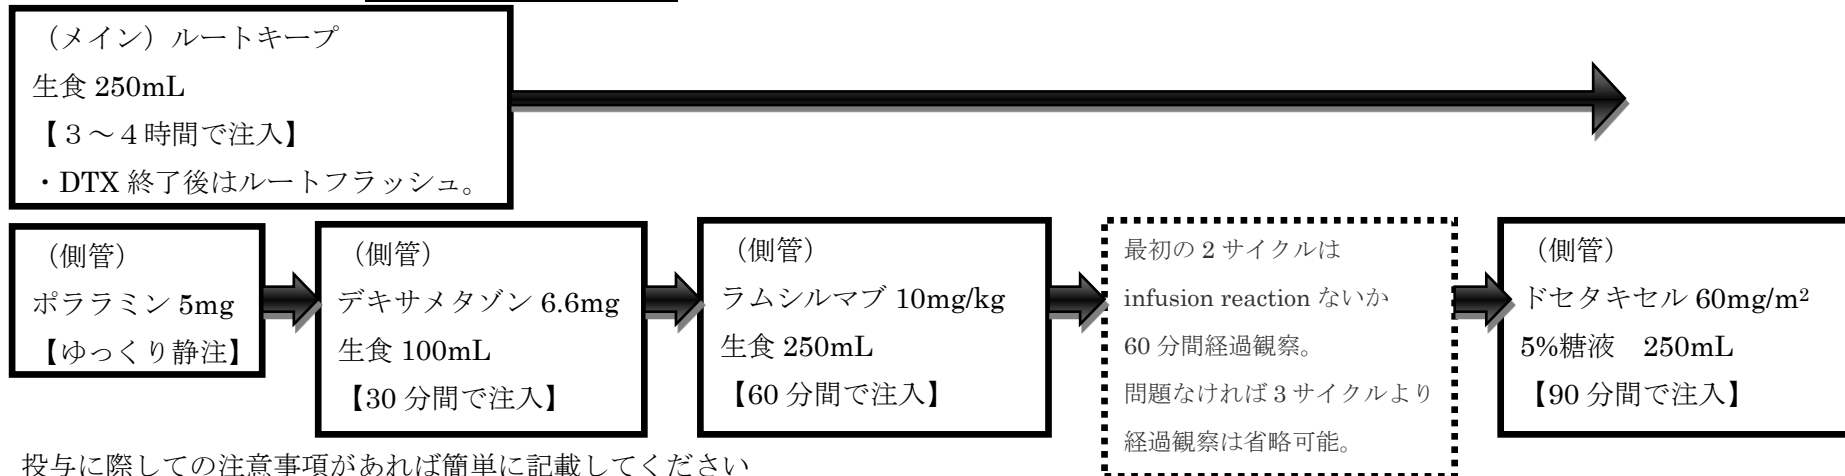 （メイン）ルートキープ
生食 250mL
【３～４時間で注入】
・DTX 終了後はルートフラッシュ。
（側管）
ポララミン 5mg
【ゆっくり静注】
（側管）
デキサメタゾン 6.6mg
生食 100mL
【30 分間で注入】
（側管）
ラムシルマブ 10mg/kg
生食 250mL
【60 分間で注入】
最初の 2 サイクルは
infusion reaction ないか
60 分間経過観察。
問題なければ 3 サイクルより
経過観察は省略可能。
（側管）
ドセタキセル 60mg/m²
5%糖液　250mL
【90 分間で注入】
投与に際しての注意事項があれば簡単に記載してください